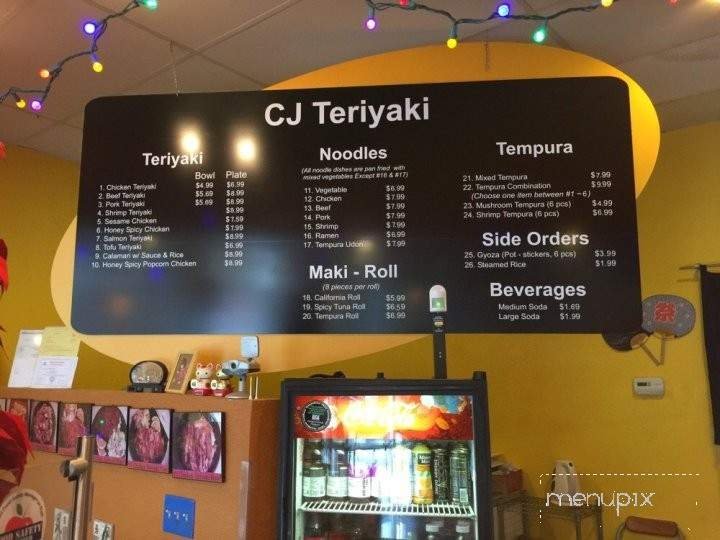 CJ Teriyaki
Teriyaki
Bowl Plate
1. Chicken Teriyaki $4.99 $6.99
2. Beef Teriyaki $5.69 $8.99
3. Pork Teriyaki $5.69 $8.99
4. Shrimp Teriyaki $8.99
5. Sesame Chicken $7.59
6. Honey Spicy Chicken $7.99
7. Salmon Teriyaki $8.99
8. Tofu Teriyaki $6.99
9. Calamari w/ Sauce & Rice $8.99
10. Honey Spicy Popcorn Chicken $8.99
Noodles
(All noodle dishes are pan fried with
mixed vegetables Except #16 & #17)
11. Vegetable $6.99
12. Chicken $7.99
13. Beef $7.99
14. Pork $7.99
15. Shrimp $7.99
16. Ramen $6.99
17. Tempura Udon $7.99
Maki - Roll
(8 pieces per roll)
18. California Roll $5.99
19. Spicy Tuna Roll $6.59
20. Tempura Roll $6.99
Tempura
21. Mixed Tempura $7.99
22. Tempura Combination $9.99
(Choose one item between #1 ~ 6)
23. Mushroom Tempura (6 pcs) $4.99
24. Shrimp Tempura (6 pcs) $6.99
Side Orders
25. Gyoza (Pot - stickers, 6 pcs) $3.99
26. Steamed Rice $1.99
Beverages
Medium Soda $1.69
Large Soda $1.99
祭
menupix